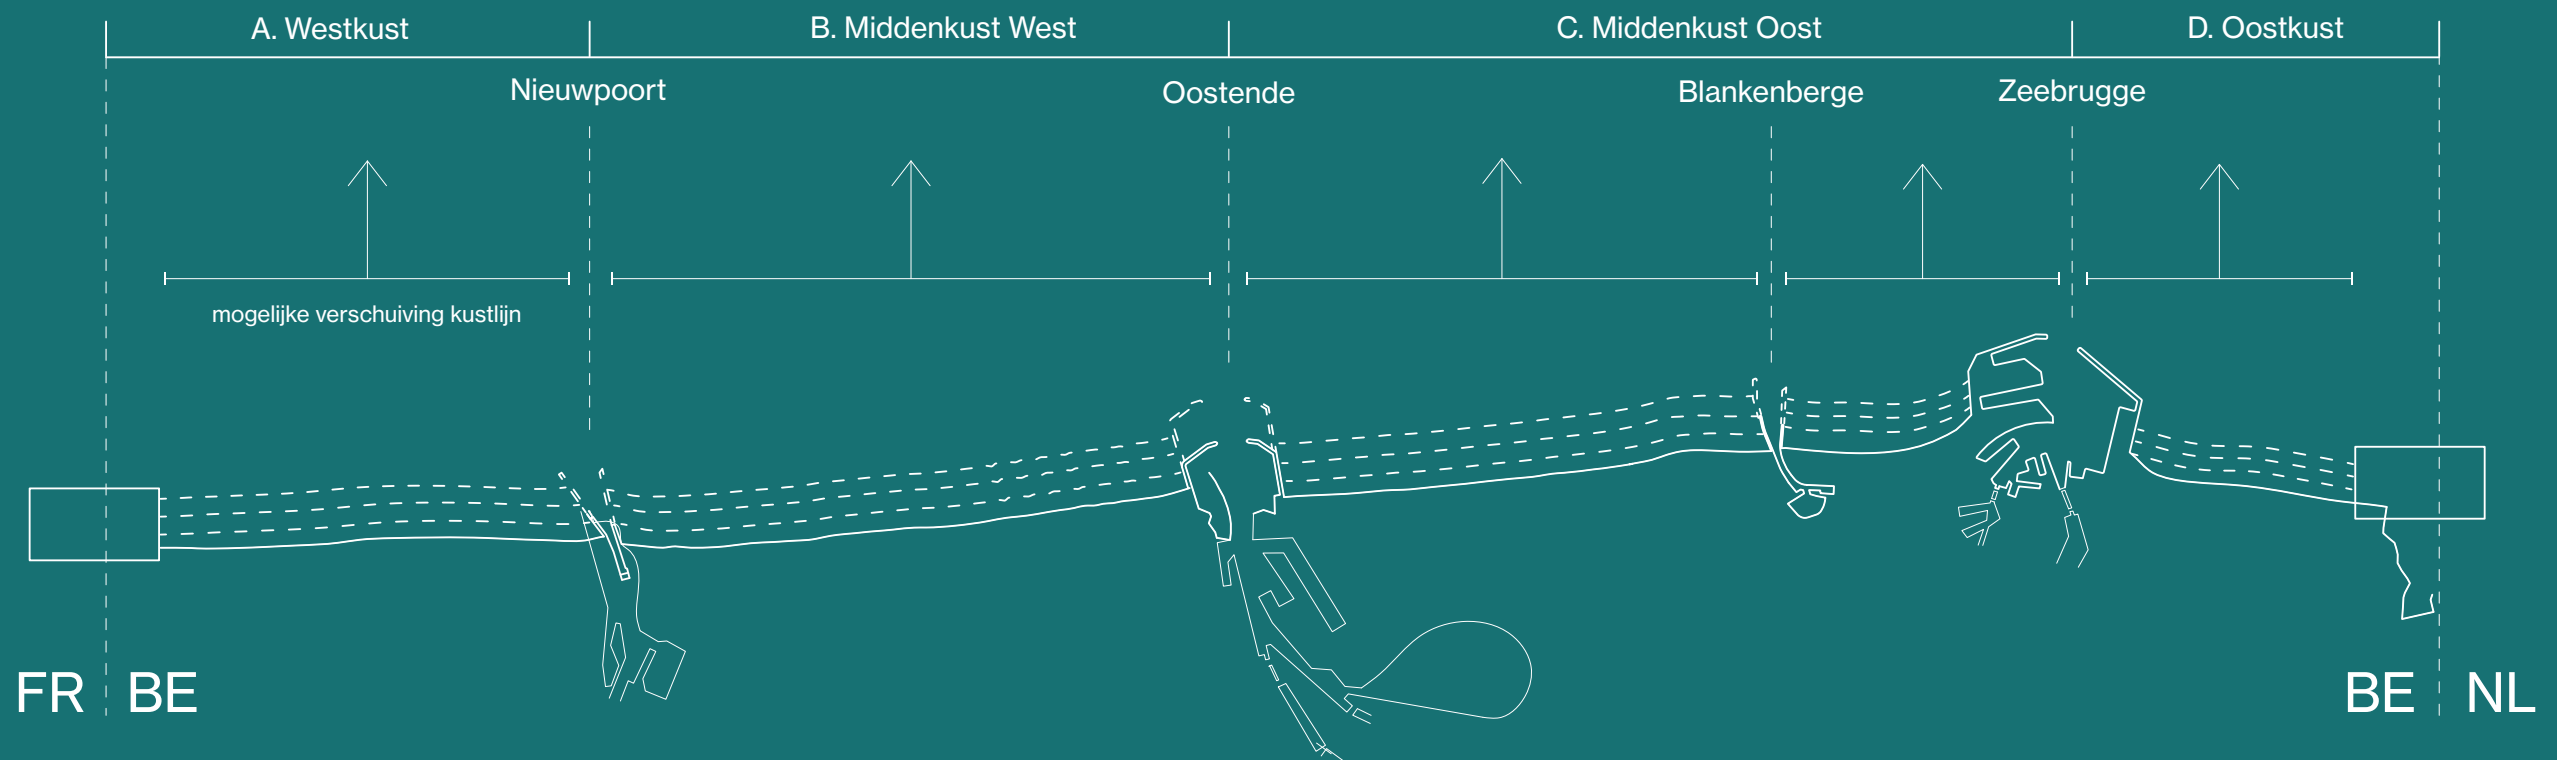 A. Westkust
B. Middenkust West
C. Middenkust Oost
D. Oostkust
Nieuwpoort
Oostende
Blankenberge
Zeebrugge
mogelijke verschuiving kustlijn
FR
BE
BE
NL